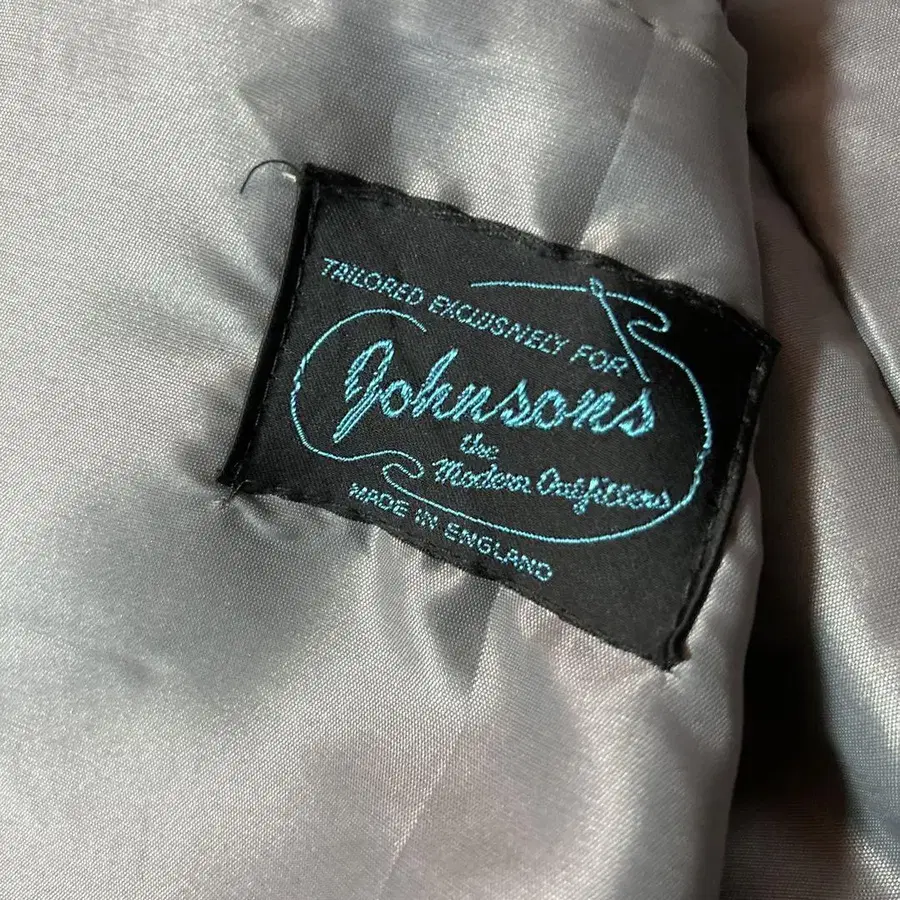 TAILORED EXCLUSIVELY FOR
Johnsons
the
Modern Outfitters
MADE IN ENGLAND